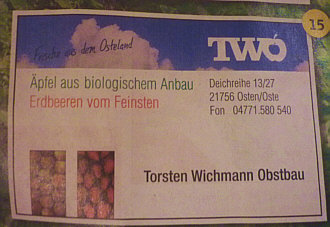 Frische aus dem Osteland
TWO
15
Äpfel aus biologischem Anbau
Erdbeeren vom Feinsten
Deichreihe 13/27
21756 Osten/Oste
Fon 04771.580 540
Torsten Wichmann Obstbau